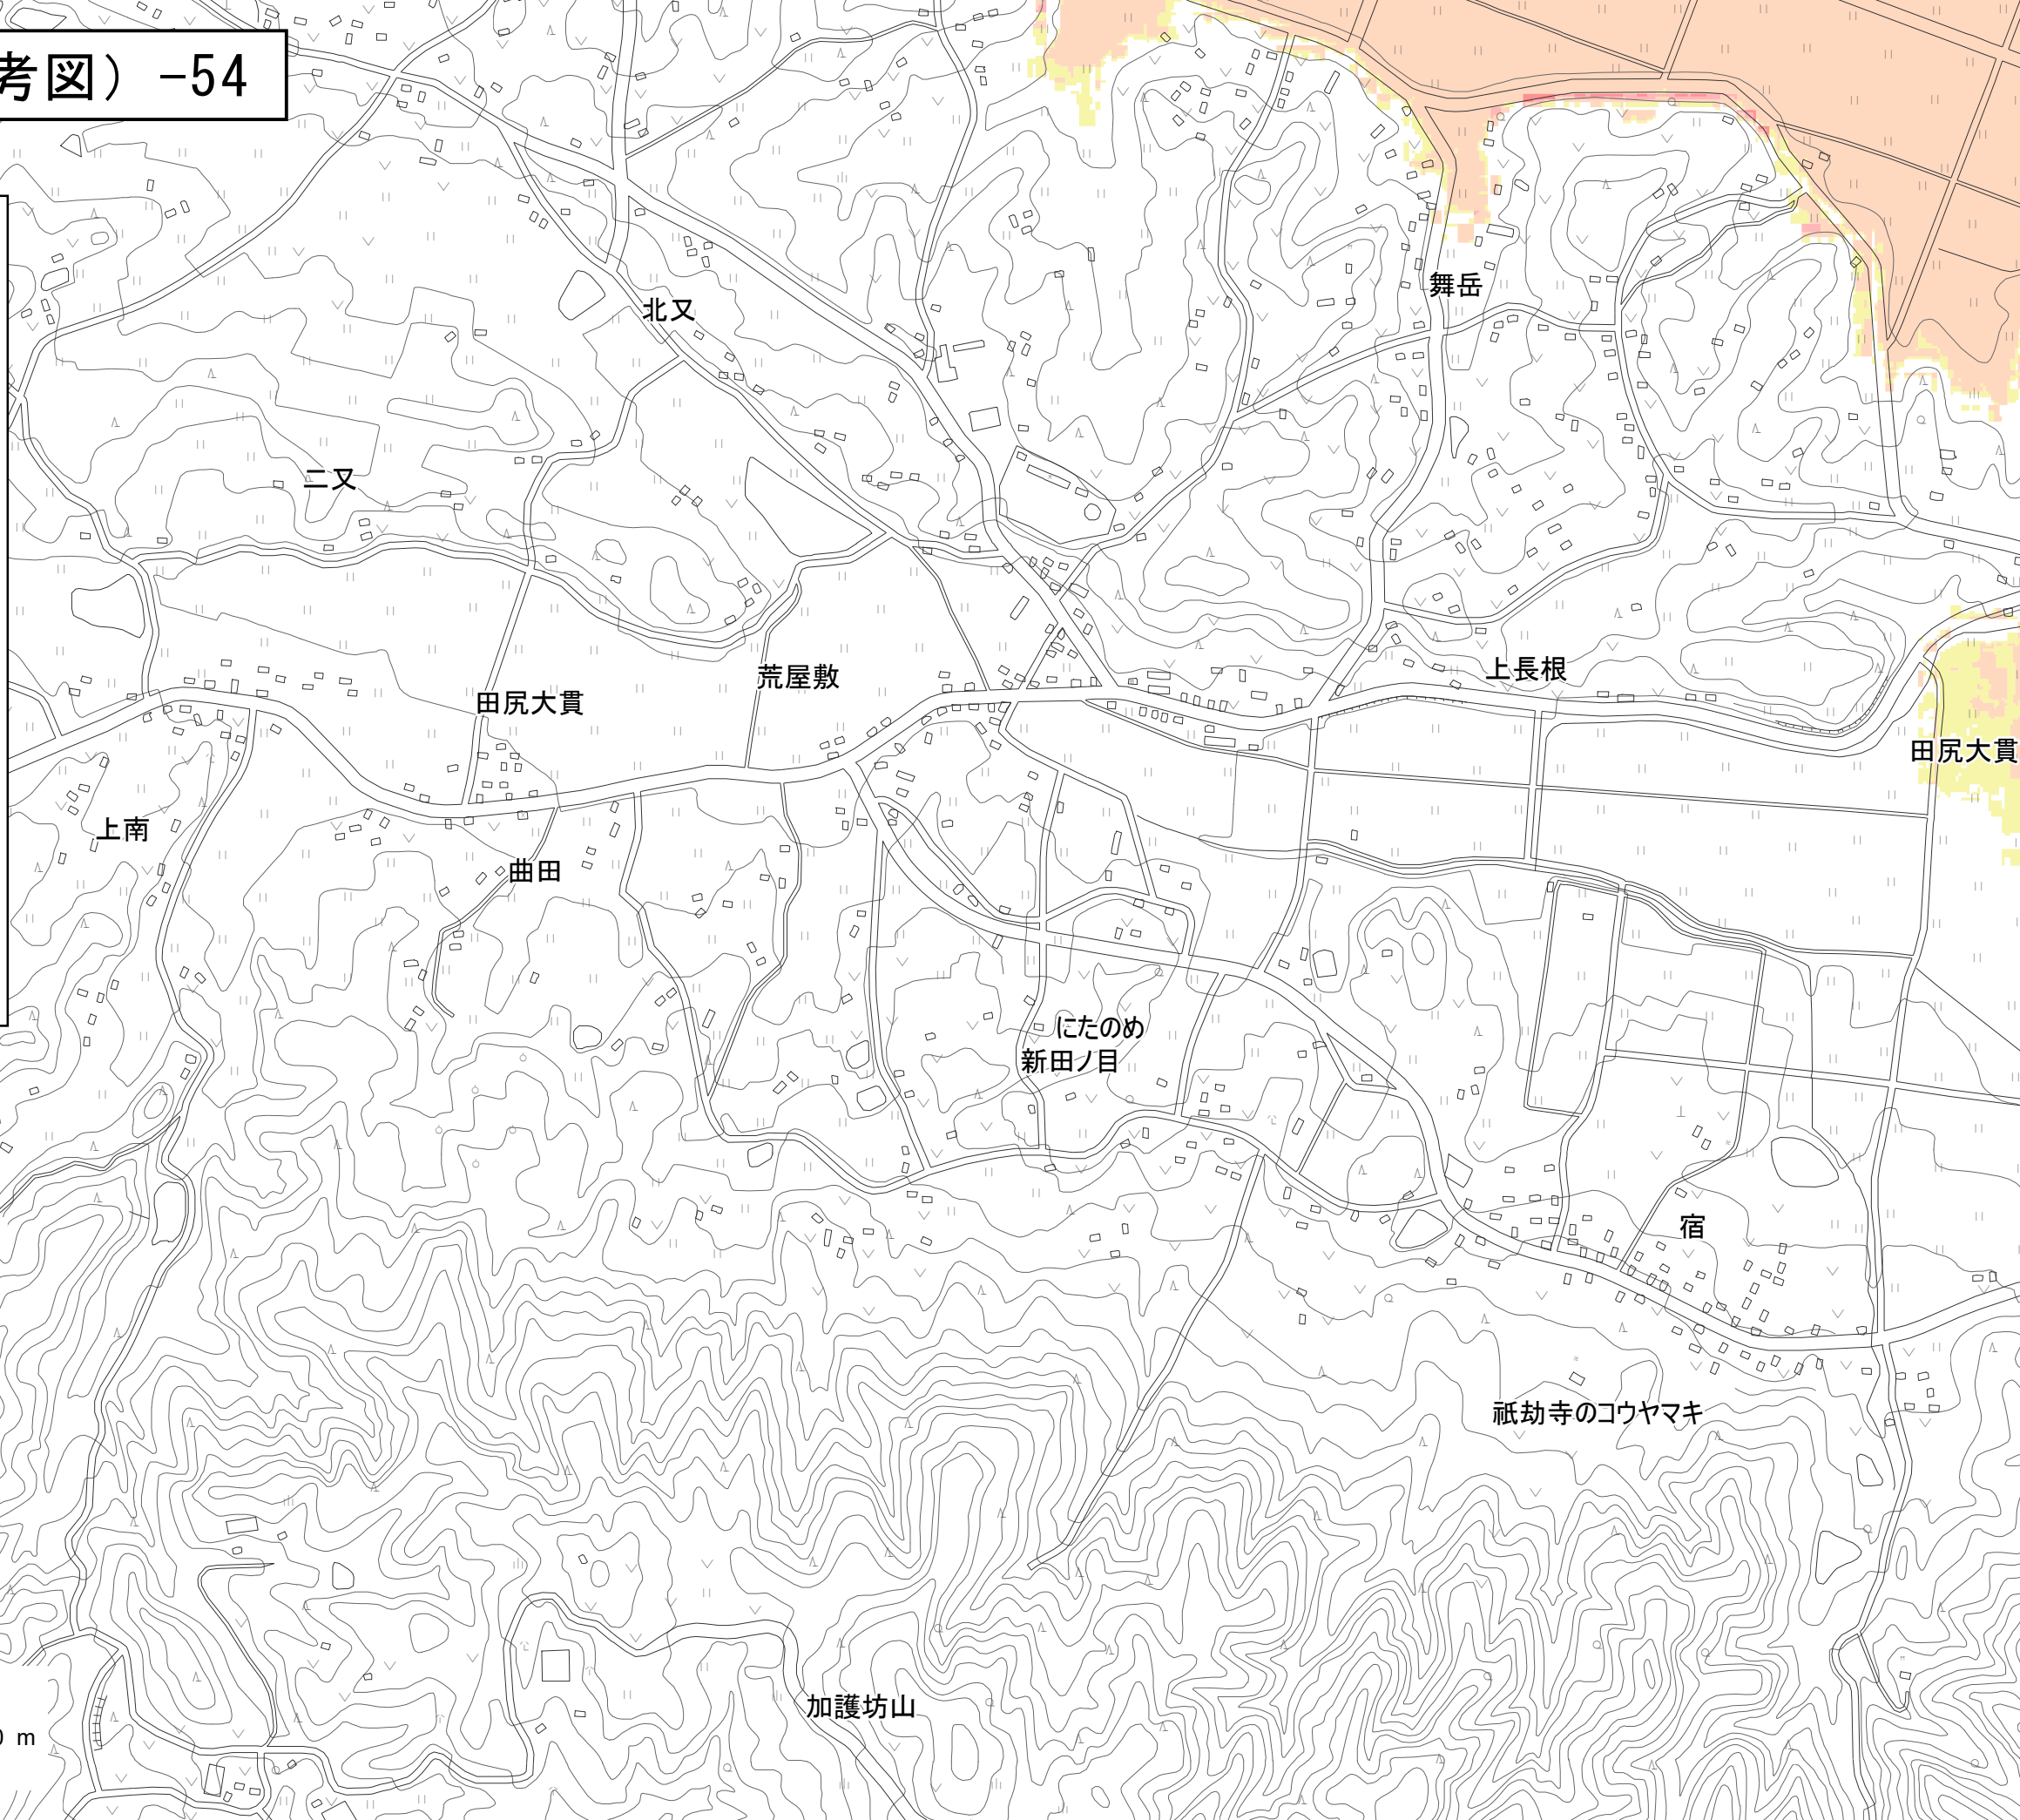 考図）-54
舞岳
北又
二又
上長根
荒屋敷
田尻大貫
田尻大貫
上南
曲田
にたのめ
新田ノ目
宿
祇劫寺のコウヤマキ
加護坊山
m